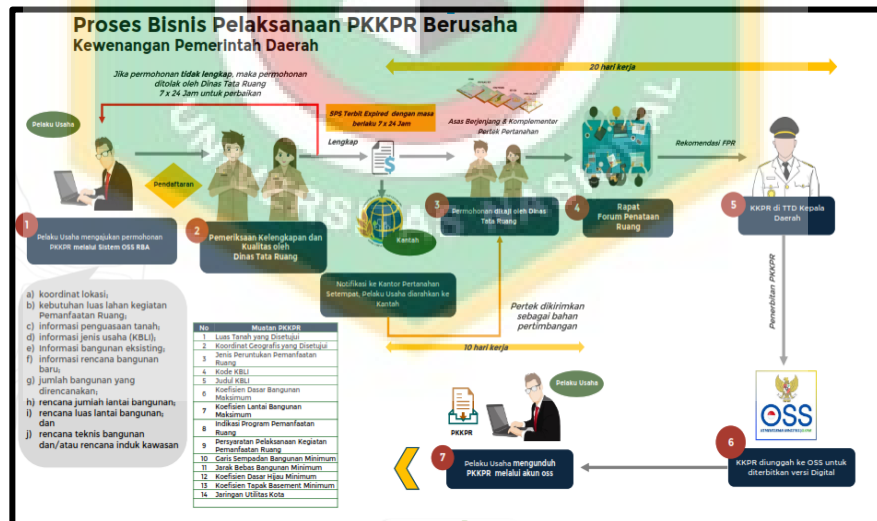 Proses Bisnis Pelaksanaan PKKPR Berusaha
Kewenangan Pemerintah Daerah
Jika permohonan tidak lengkap, maka permohonan
ditolak oleh Dinas Tata Ruang
7 x 24 Jam untuk perbaikan
20 hari kerja
SPS Terbit Expired dengan masa
berlaku 7 x 24 Jam
Asas Berjenjang & Komplementer
Pertek Pertanahan
Pelaku Usaha
Lengkap
Rekomendasi FPR
Pendaftaran
1
Pelaku Usaha mengajukan permohonan
PKKPR melalui Sistem OSS RBA
2
Pemeriksaan Kelengkapan dan
Kualitas oleh
Dinas Tata Ruang
Kantah
3
Permohonan dikaji oleh Dinas
Tata Ruang
4
Rapat
Forum Penataan
Ruang
5
KKPR di TTD Kepala
Daerah
Notifikasi ke Kantor Pertanahan
Setempat, Pelaku Usaha diarahkan ke
Kantah
Pertek dikirimkan
sebagai bahan
pertimbangan
10 hari kerja
Penerbitan PKKPR
a) koordinat lokasi;
b) kebutuhan luas lahan kegiatan
Pemanfaatan Ruang;
c) informasi penguasaan tanah;
d) informasi jenis usaha (KBLI);
e) informasi bangunan eksisting;
f) informasi rencana bangunan
baru;
g) jumlah bangunan yang
direncanakan;
h) rencana jumlah lantai bangunan;
i) rencana luas lantai bangunan;
dan
j) rencana teknis bangunan
dan/atau rencana induk kawasan
No Muatan PKKPR
1 Luas Tanah yang Disetujui
2 Koordinat Geografis yang Disetujui
3 Jenis Peruntukan Pemanfaatan
Ruang
4 Kode KBLI
5 Judul KBLI
6 Koefisien Dasar Bangunan
Maksimum
7 Koefisien Lantai Bangunan
Maksimum
8 Indikasi Program Pemanfaatan
Ruang
9 Persyaratan Pelaksanaan Kegiatan
Pemanfaatan Ruang
10 Garis Sempadan Bangunan Minimum
11 Jarak Bebas Bangunan Minimum
12 Koefisien Dasar Hijau Minimum
13 Koefisien Tapak Basement Minimum
14 Jaringan Utilitas Kota
Pelaku Usaha
PKKPR
7
Pelaku Usaha mengunduh
PKKPR melalui akun oss
OSS
6
KKPR diunggah ke OSS untuk
diterbitkan versi Digital